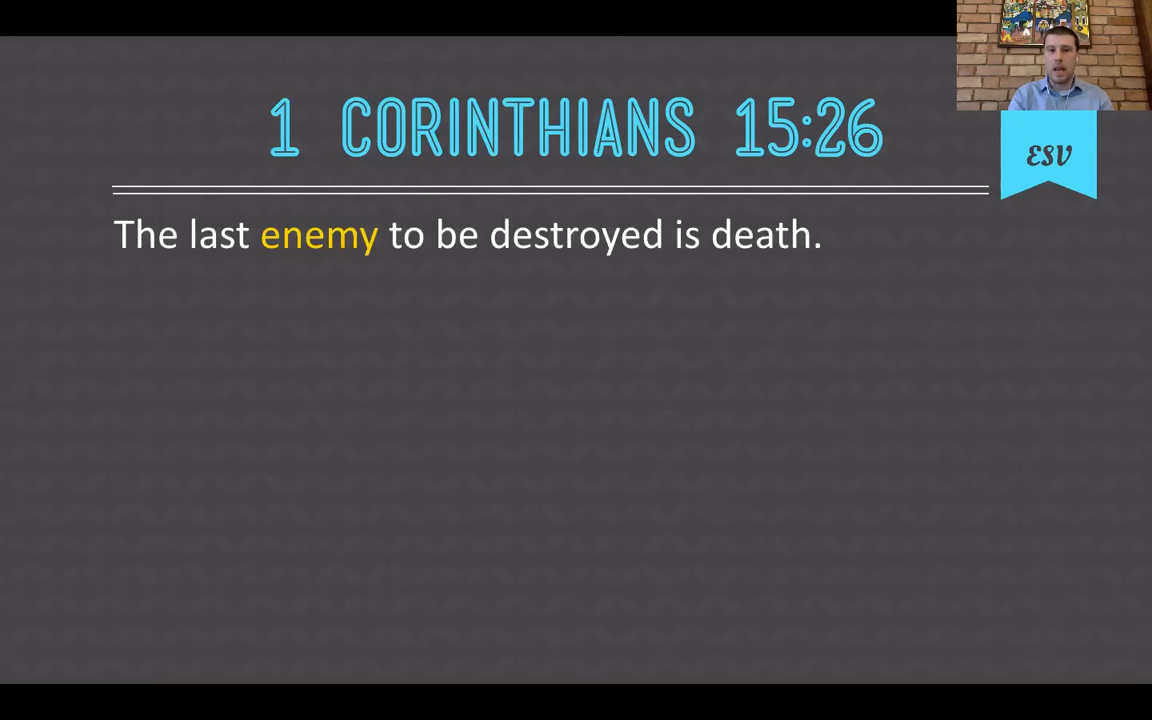 1 CORINTHIANS 15:26
ESV
The last enemy to be destroyed is death.